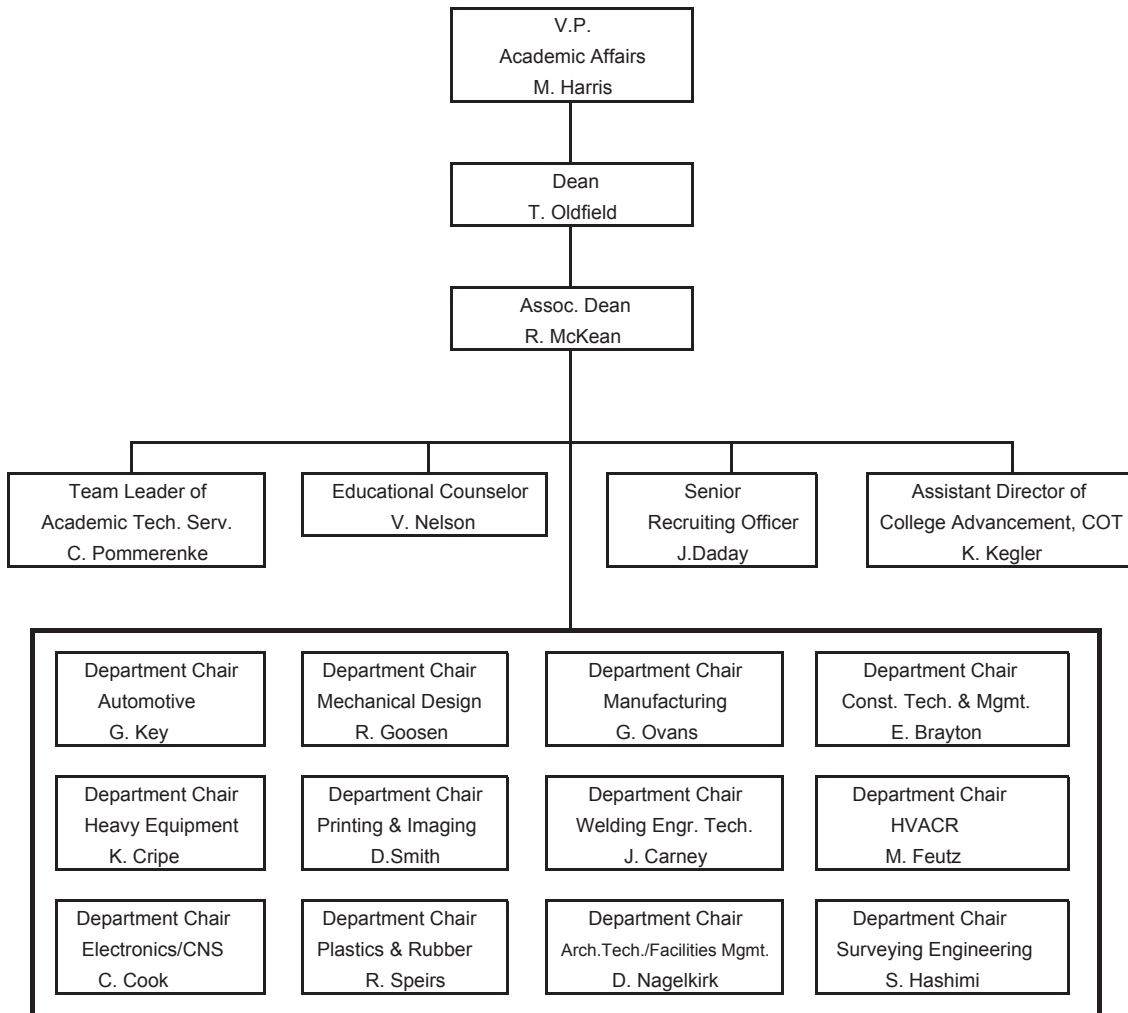 V.P.
Academic Affairs
M. Harris
Dean
T. Oldfield
Assoc. Dean
R. McKean
Team Leader of
Academic Tech. Serv.
C. Pommerenke
Educational Counselor
V. Nelson
Senior
Recruiting Officer
J.Daday
Assistant Director of
College Advancement, COT
K. Kegler
Department Chair
Automotive
G. Key
Department Chair
Mechanical Design
R. Goosen
Department Chair
Manufacturing
G. Ovans
Department Chair
Const. Tech. & Mgmt.
E. Brayton
Department Chair
Heavy Equipment
K. Cripe
Department Chair
Printing & Imaging
D.Smith
Department Chair
Welding Engr. Tech.
J. Carney
Department Chair
HVACR
M. Feutz
Department Chair
Electronics/CNS
C. Cook
Department Chair
Plastics & Rubber
R. Speirs
Department Chair
Arch.Tech./Facilities Mgmt.
D. Nagelkirk
Department Chair
Surveying Engineering
S. Hashimi